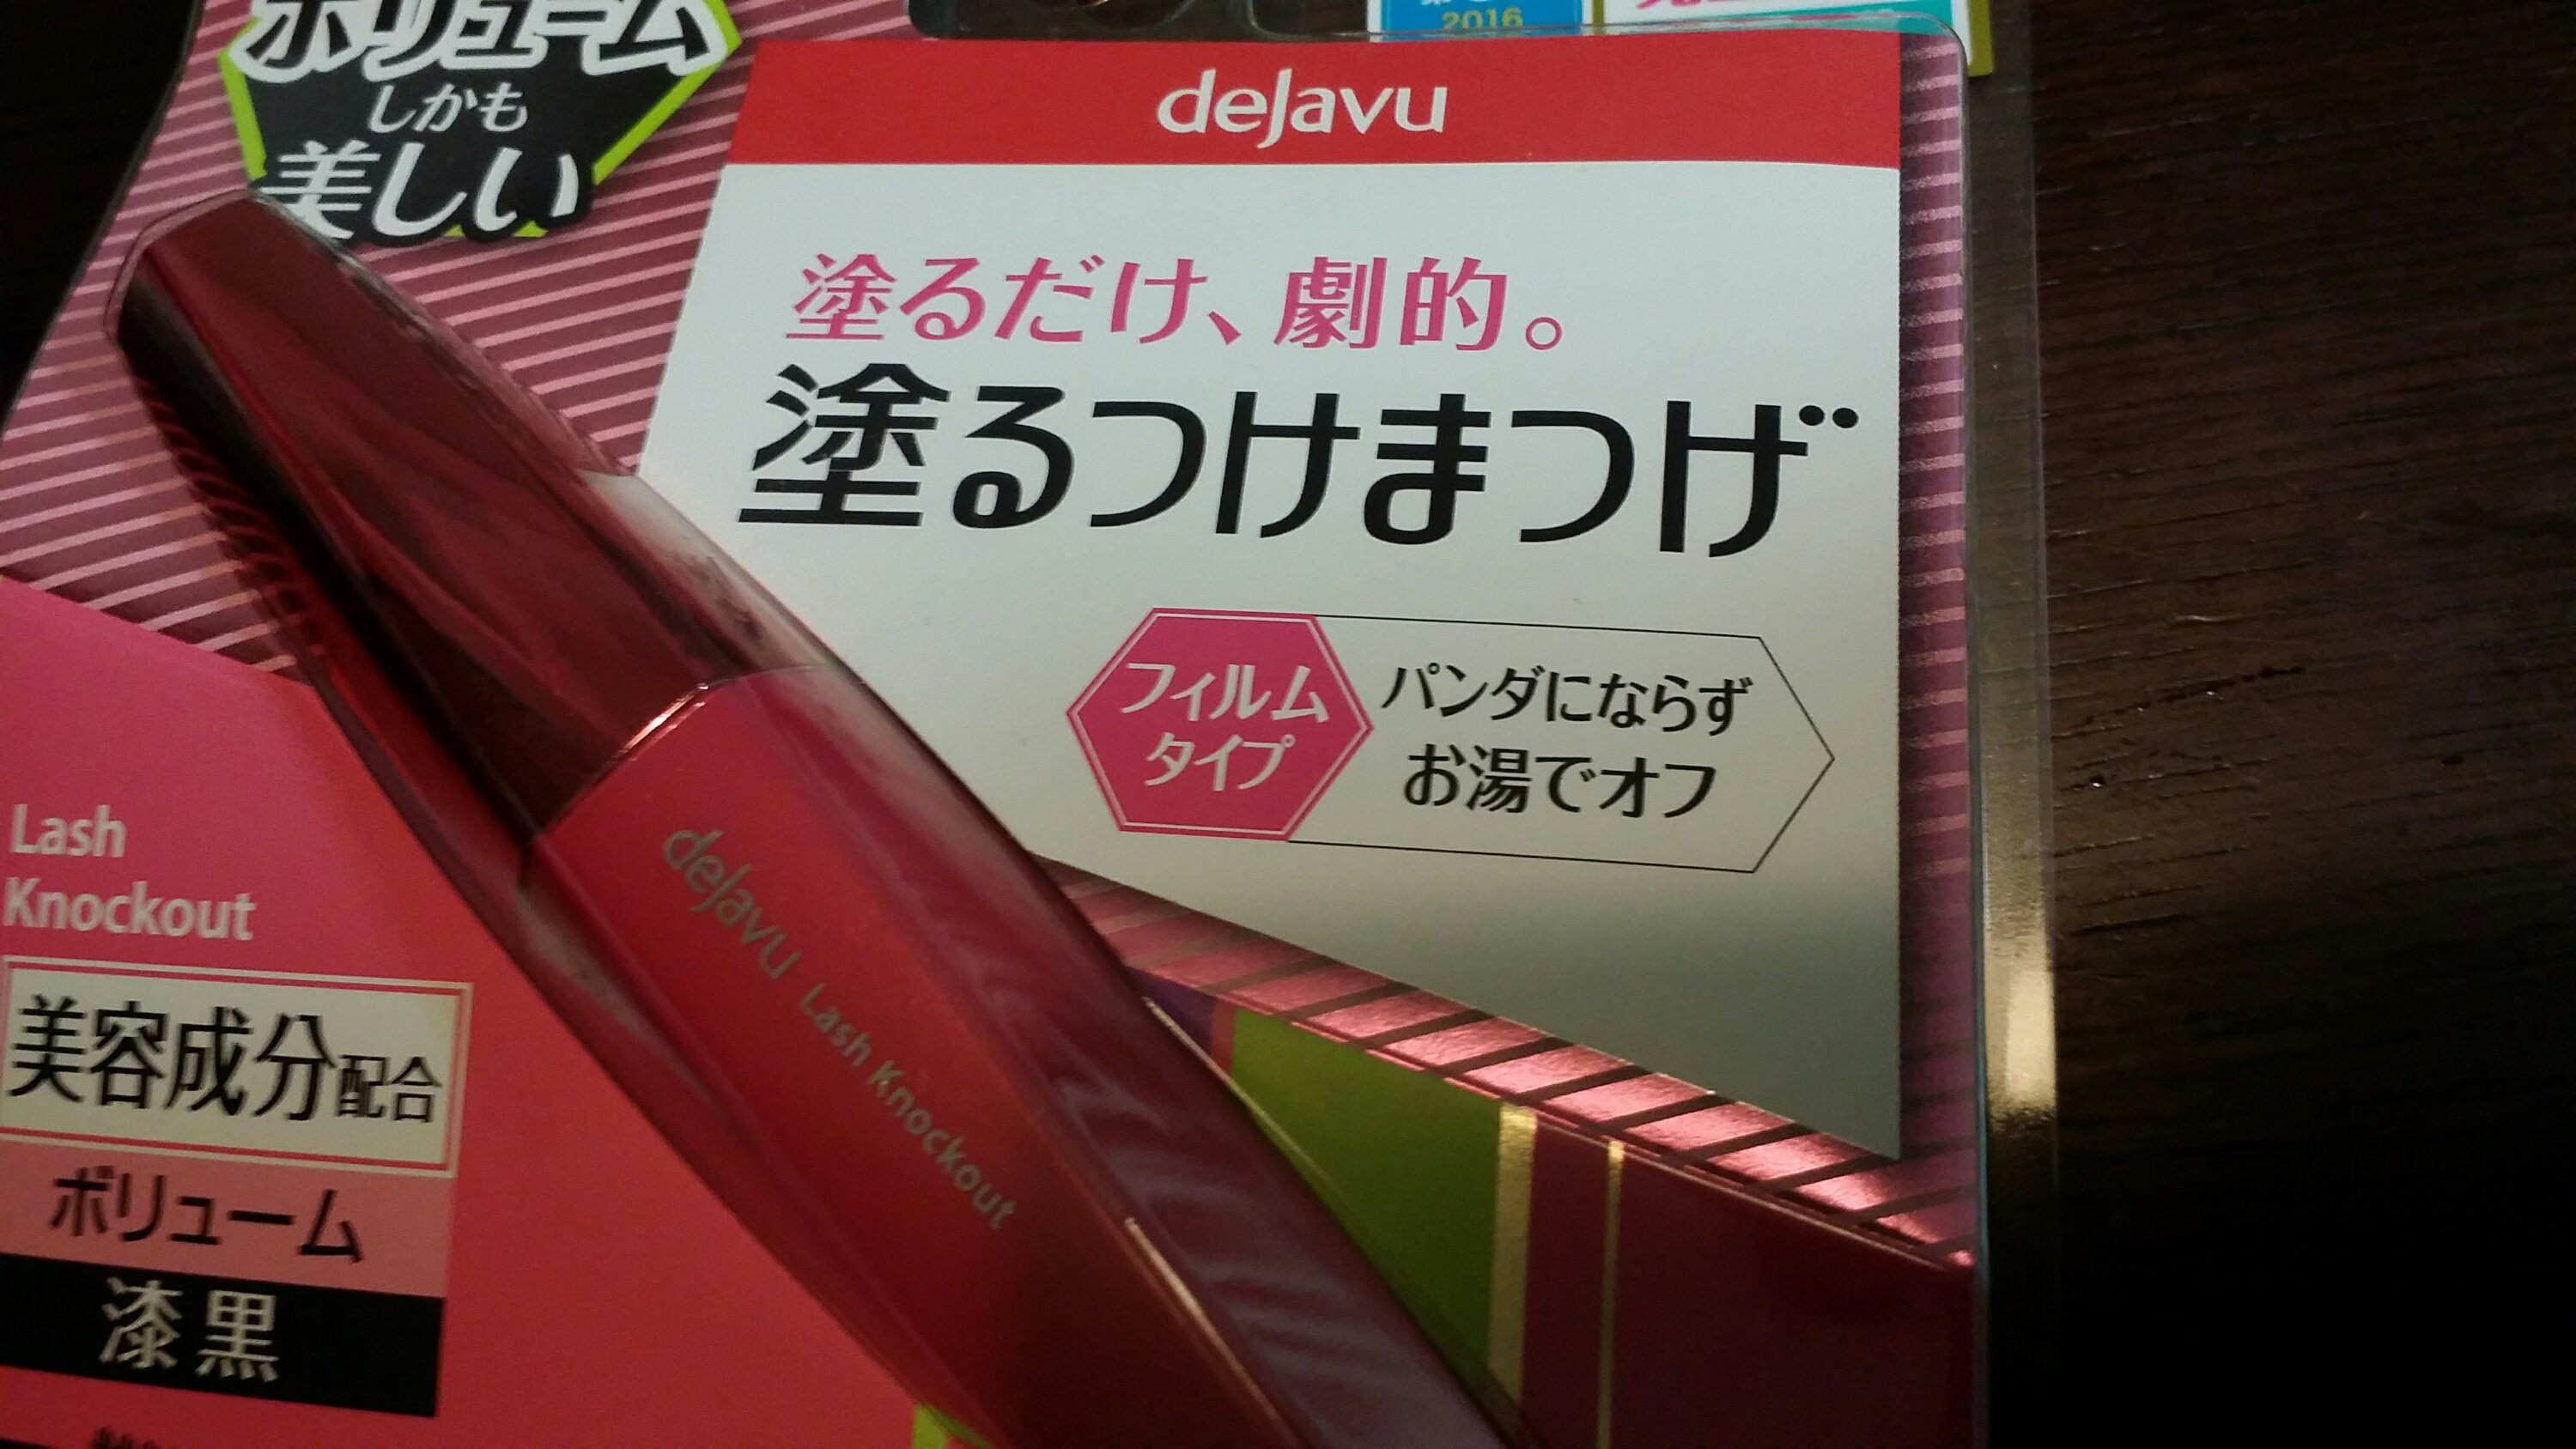 2016
ボリューム
しかも
美しい
deJavu
塗るだけ、劇的。
塗るつけまつげ
フィルム
タイプ
パンダにならず
お湯でオフ
deJavu Lash Knockout
Lash
Knockout
美容成分配合
ボリューム
漆黒